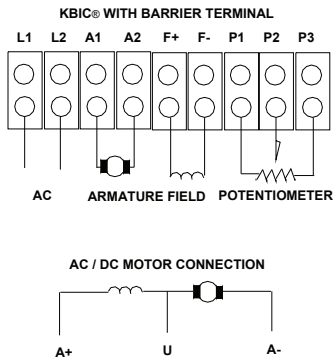 KBIC® WITH BARRIER TERMINAL
L1 L2 A1 A2 F+ F- P1 P2 P3
AC ARMATURE FIELD POTENTIOMETER
AC / DC MOTOR CONNECTION
A+ U A-